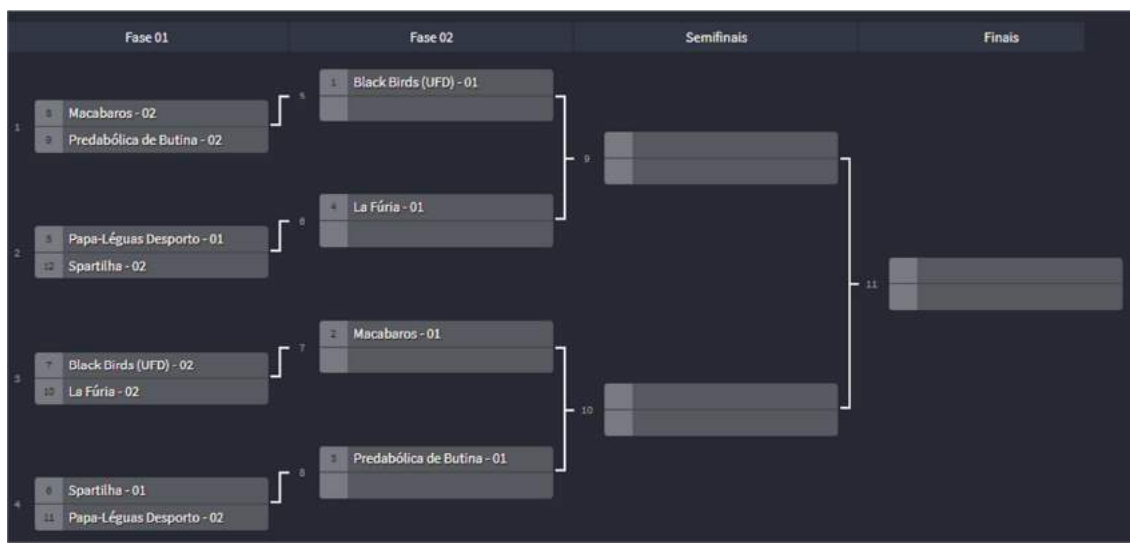 Fase 01
Fase 02
Semifinais
Finais
1
8 Macabaros - 02
9 Predabólica de Butina - 02
2
5 Papa-Léguas Desporto - 01
12 Spartilha - 02
3
7 Black Birds (UFD) - 02
10 La Fúria - 02
4
6 Spartilha - 01
11 Papa-Léguas Desporto - 02
5
1 Black Birds (UFD) - 01
6
4 La Fúria - 01
7
2 Macabaros - 01
8
3 Predabólica de Butina - 01
9
10
11